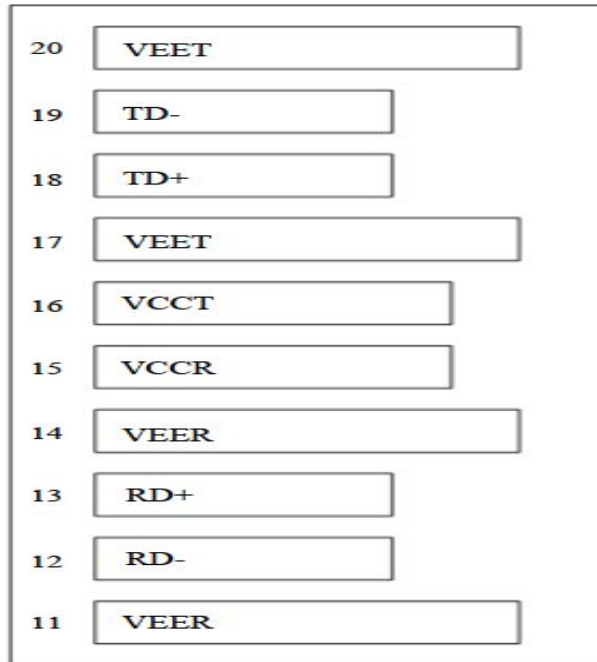 20 VEET
19 TD-
18 TD+
17 VEET
16 VCCT
15 VCCR
14 VEER
13 RD+
12 RD-
11 VEER